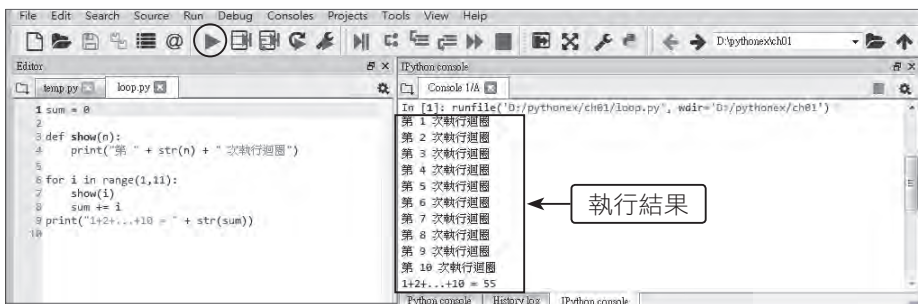 File Edit Search Source Run Debug Consoles Projects Tools View Help
D:\pythonex\ch01
Editor
temp.py loop.py
1 sum = 0
2
3 def show(n):
4 print("第 " + str(n) + " 次執行迴圈")
5
6 for i in range(1,11):
7 show(i)
8 sum += i
9 print("1+2+...+10 = " + str(sum))
10
IPython console
Console 1/A
In [1]: runfile('D:/pythonex/ch01/loop.py', wdir='D:/pythonex/ch01')
第 1 次執行迴圈
第 2 次執行迴圈
第 3 次執行迴圈
第 4 次執行迴圈
第 5 次執行迴圈
第 6 次執行迴圈
第 7 次執行迴圈
第 8 次執行迴圈
第 9 次執行迴圈
第 10 次執行迴圈
1+2+...+10 = 55
執行結果
Python console History log IPython console